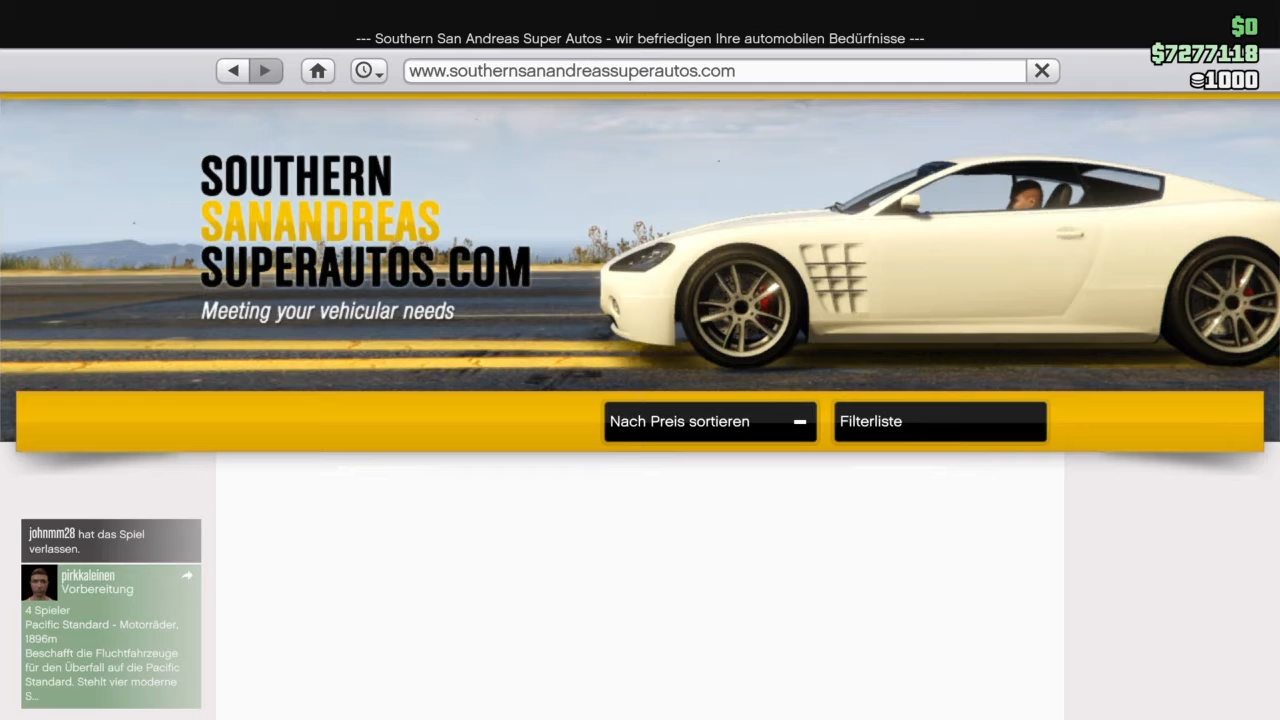 --- Southern San Andreas Super Autos - wir befriedigen Ihre automobilen Bedürfnisse ---
$0
$7277118
1000
www.southernsanandreassuperautos.com
SOUTHERN
SANANDREAS
SUPERAUTOS.COM
Meeting your vehicular needs
Nach Preis sortieren
Filterliste
johnmm28 hat das Spiel
verlassen.
pirkkaleinen
Vorbereitung
4 Spieler
Pacific Standard - Motorräder,
1896m
Beschafft die Fluchtfahrzeuge
für den Überfall auf die Pacific
Standard. Stehlt vier moderne
S...